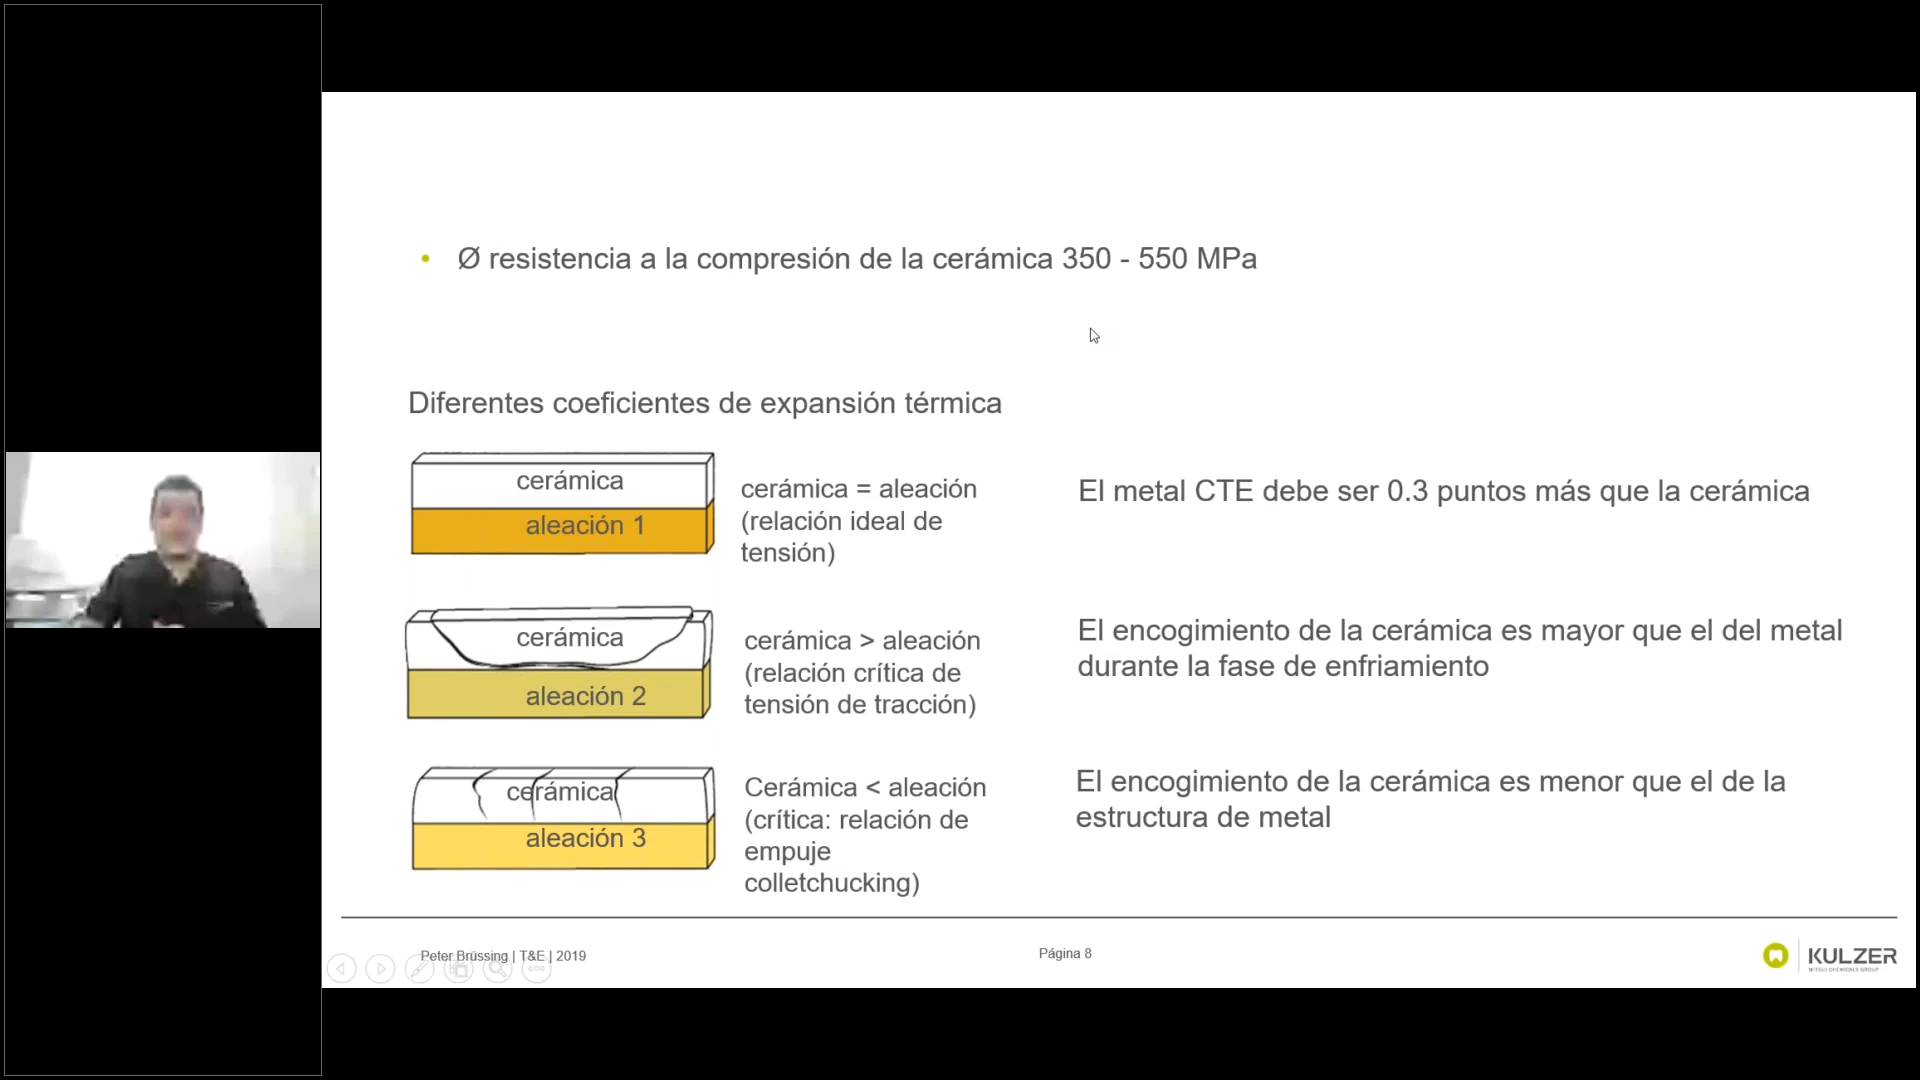 • Ø resistencia a la compresión de la cerámica 350 - 550 MPa
Diferentes coeficientes de expansión térmica
cerámica
aleación 1
cerámica = aleación
(relación ideal de
tensión)
El metal CTE debe ser 0.3 puntos más que la cerámica
cerámica
aleación 2
cerámica > aleación
(relación crítica de
tensión de tracción)
El encogimiento de la cerámica es mayor que el del metal
durante la fase de enfriamiento
cerámica
aleación 3
Cerámica < aleación
(crítica: relación de
empuje
colletchucking)
El encogimiento de la cerámica es menor que el de la
estructura de metal
Peter Brüssing | T&E | 2019
Página 8
KULZER
MITSUI CHEMICALS GROUP